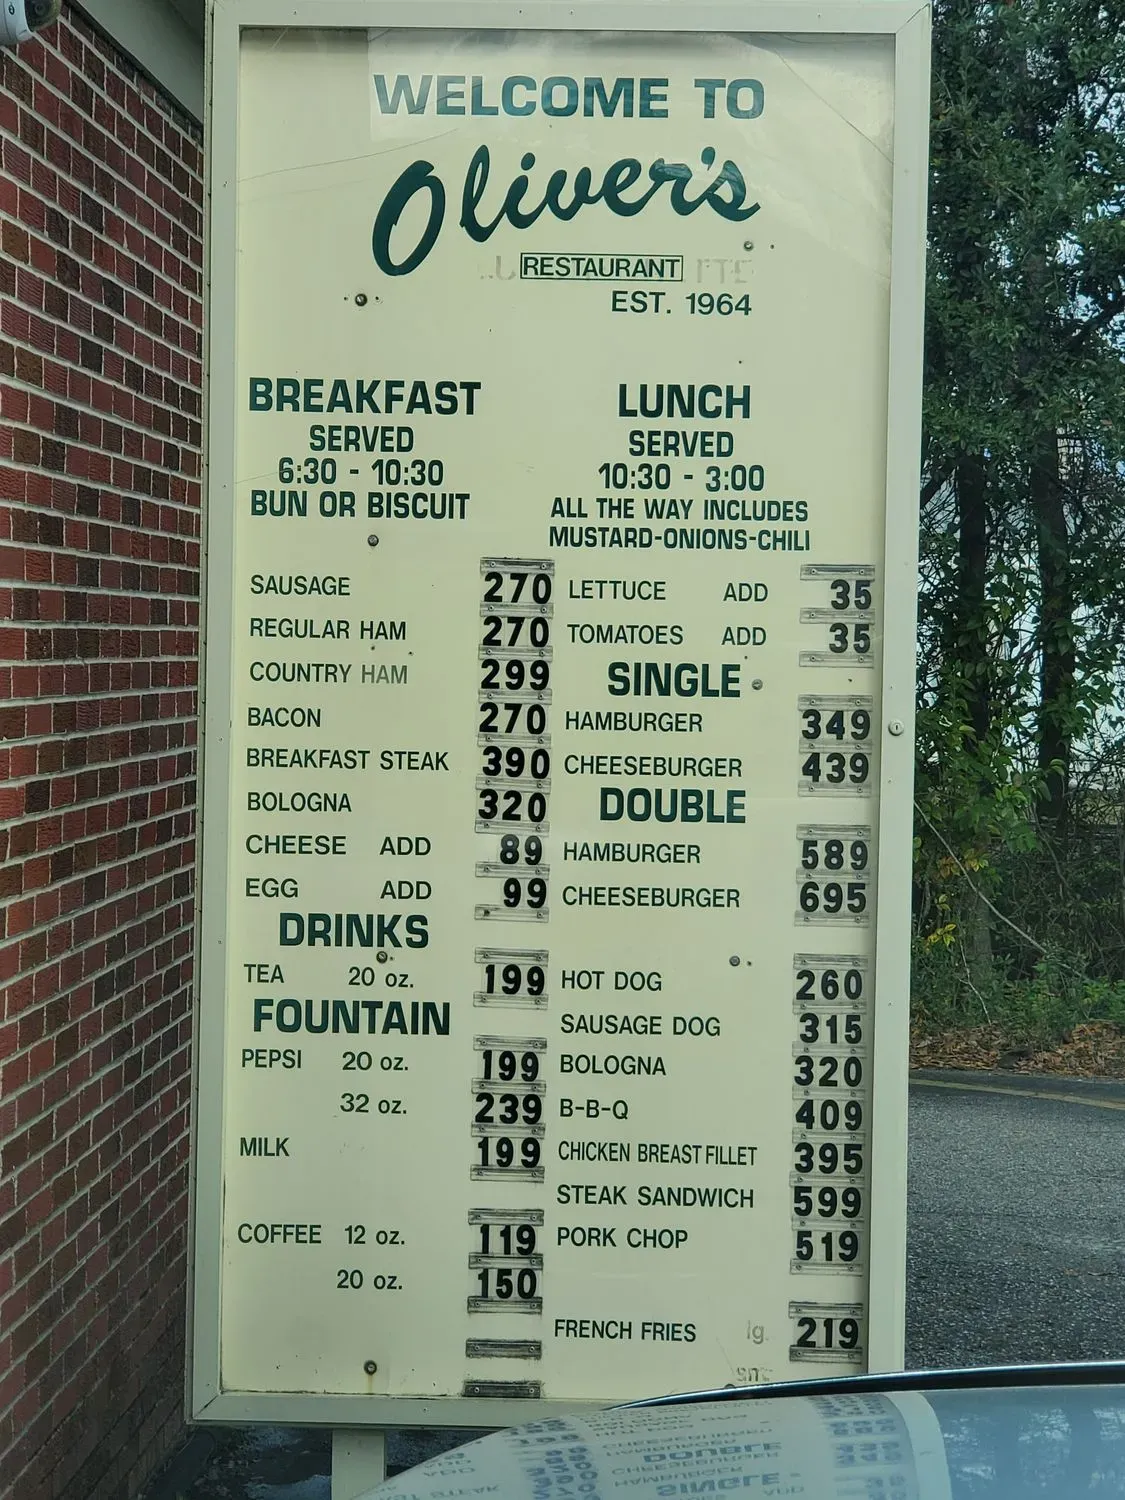 WELCOME TO
Oliver's
RESTAURANT
EST. 1964
BREAKFAST
SERVED
6:30 - 10:30
BUN OR BISCUIT
SAUSAGE 270
REGULAR HAM 270
COUNTRY HAM 299
BACON 270
BREAKFAST STEAK 390
BOLOGNA 320
CHEESE ADD 89
EGG ADD 99
DRINKS
TEA 20 oz. 199
FOUNTAIN
PEPSI 20 oz. 199
32 oz. 239
MILK 199
COFFEE 12 oz. 119
20 oz. 150
LUNCH
SERVED
10:30 - 3:00
ALL THE WAY INCLUDES
MUSTARD-ONIONS-CHILI
LETTUCE ADD 35
TOMATOES ADD 35
SINGLE
HAMBURGER 349
CHEESEBURGER 439
DOUBLE
HAMBURGER 589
CHEESEBURGER 695
HOT DOG 260
SAUSAGE DOG 315
BOLOGNA 320
B-B-Q 409
CHICKEN BREAST FILLET 395
STEAK SANDWICH 599
PORK CHOP 519
FRENCH FRIES lg. 219